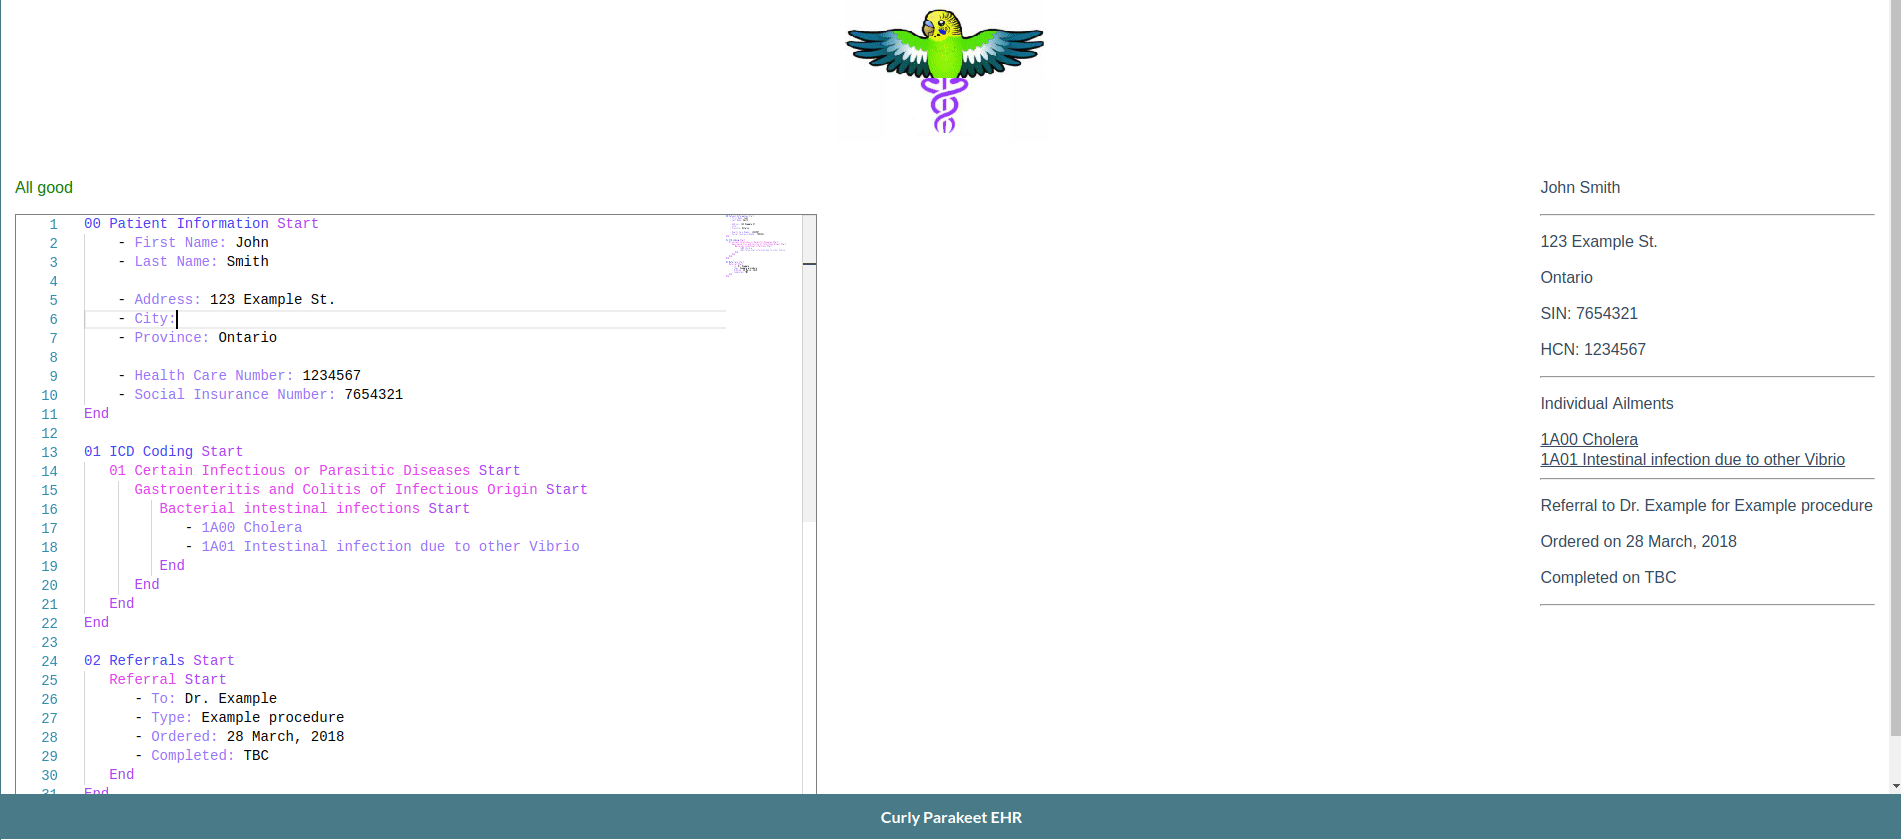 All good
1 00 Patient Information Start
2 - First Name: John
3 - Last Name: Smith
4
5 - Address: 123 Example St.
6 - City:
7 - Province: Ontario
8
9 - Health Care Number: 1234567
10 - Social Insurance Number: 7654321
11 End
12
13 01 ICD Coding Start
14 01 Certain Infectious or Parasitic Diseases Start
15 Gastroenteritis and Colitis of Infectious Origin Start
16 Bacterial intestinal infections Start
17 - 1A00 Cholera
18 - 1A01 Intestinal infection due to other Vibrio
19 End
20 End
21 End
22 End
23
24 02 Referrals Start
25 Referral Start
26 - To: Dr. Example
27 - Type: Example procedure
28 - Ordered: 28 March, 2018
29 - Completed: TBC
30 End
31 End
John Smith
123 Example St.
Ontario
SIN: 7654321
HCN: 1234567
Individual Ailments
1A00 Cholera
1A01 Intestinal infection due to other Vibrio
Referral to Dr. Example for Example procedure
Ordered on 28 March, 2018
Completed on TBC
Curly Parakeet EHR